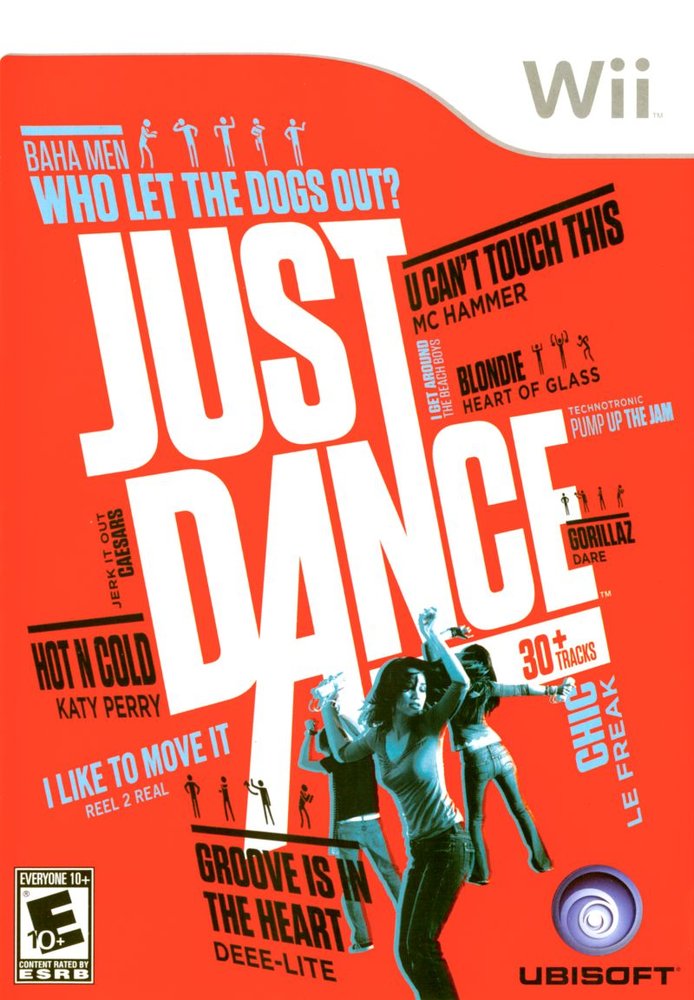 Wii
TM
BAHA MEN
WHO LET THE DOGS OUT?
JUST
DANCE
TM
U CAN'T TOUCH THIS
MC HAMMER
I GET AROUND
THE BEACH BOYS
BLONDIE
HEART OF GLASS
TECHNOTRONIC
PUMP UP THE JAM
GORILLAZ
DARE
JERK IT OUT
CAESARS
30+
TRACKS
HOT N COLD
KATY PERRY
CHIC
LE FREAK
I LIKE TO MOVE IT
REEL 2 REAL
GROOVE IS IN
THE HEART
DEEE-LITE
EVERYONE 10+
E
10+
®
CONTENT RATED BY
ESRB
UBISOFT